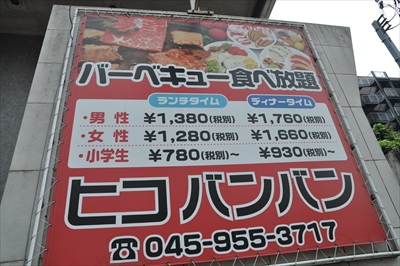 バーベキュー食べ放題
ランチタイム ディナータイム
・男 性 ¥1,380(税別) ¥1,760(税別)
・女 性 ¥1,280(税別) ¥1,660(税別)
・小学生 ¥780(税別)~ ¥930(税別)~
ヒコバンバン
☎045-955-3717